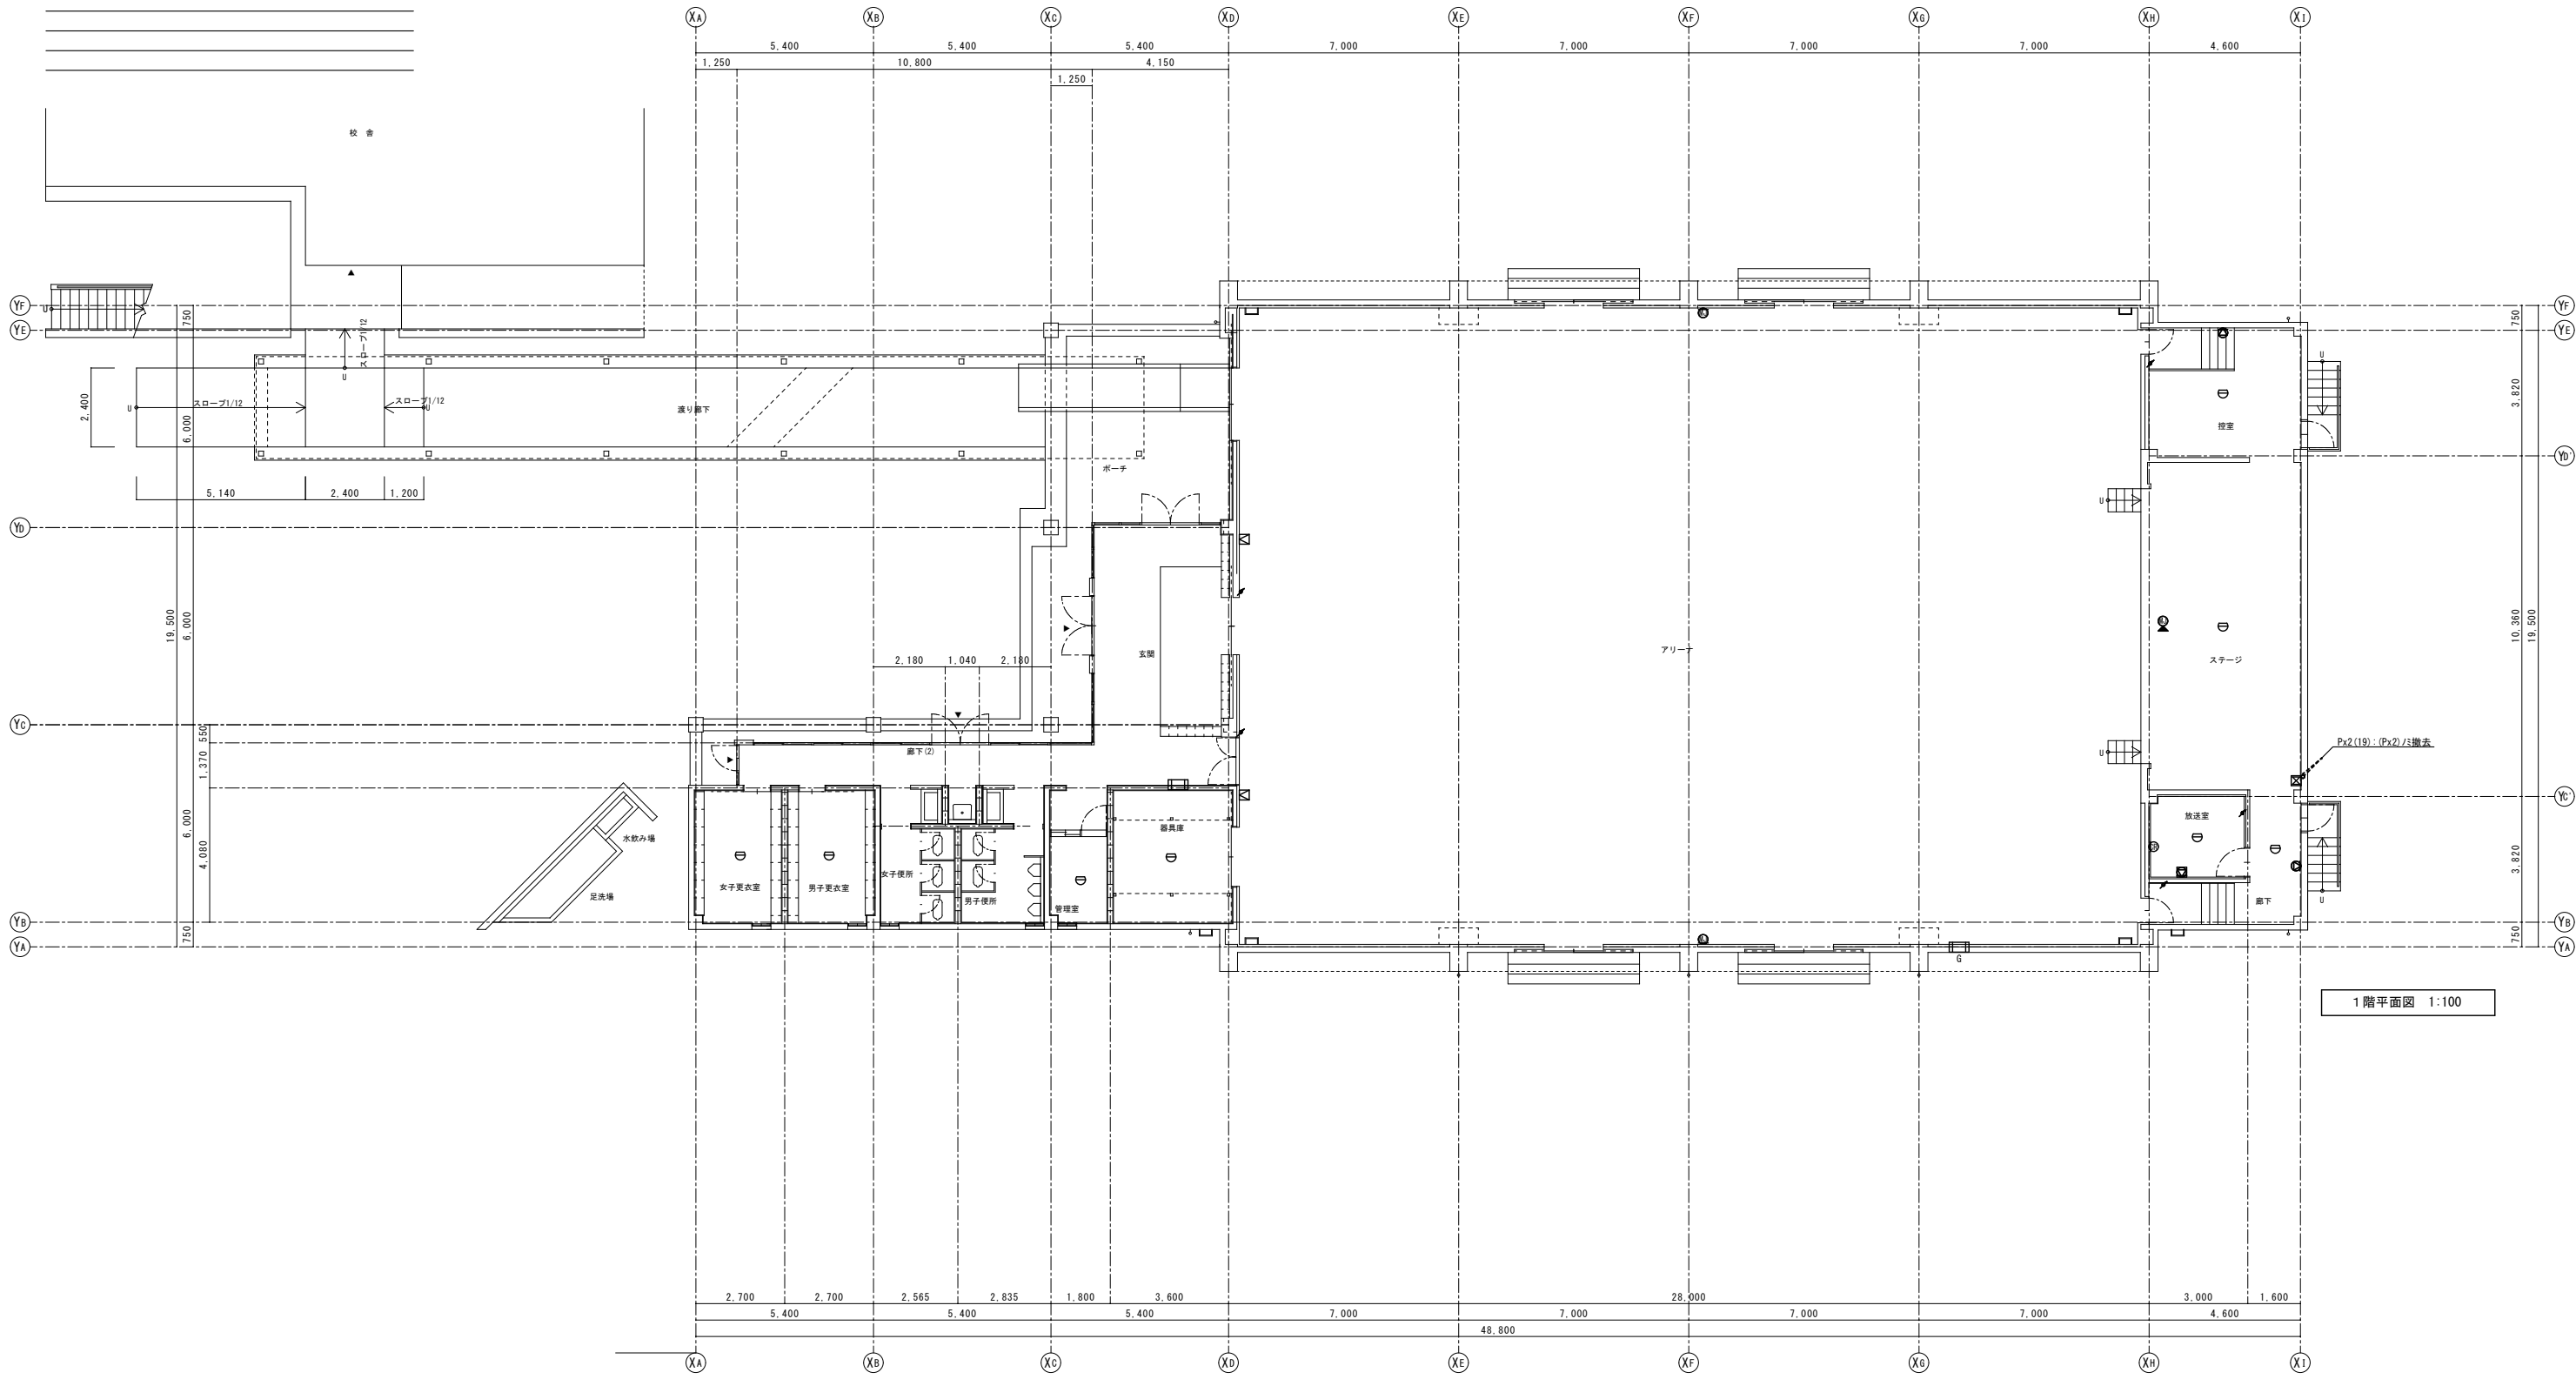 XA XB XC XD XE XF XG XH XI
5,400 5,400 5,400 7,000 7,000 7,000 7,000 4,600
1,250 10,800 4,150
1,250
校 舎
YF YF
750 750
YE YE
U
スロープ1/12
U
U
2,400
6,000
U スロープ1/12
スロープ1/12 U
渡り廊下
3,820
控室
YD'
ポーチ
5,140 2,400 1,200
U
YD
19,500
6,000
玄関
アリーナ
ステージ
10,360
19,500
2,180 1,040 2,180
YC
550
1,370
廊下(2)
Px2(19):(Px2)ﾉﾐ撤去
U
YC'
6,000
4,080
水飲み場
足洗場
女子更衣室
男子更衣室
女子便所
男子便所
管理室
器具庫
放送室
廊下
3,820
U
YB YB
750 750
YA YA
G
1階平面図 1:100
2,700 2,700 2,565 2,835 1,800 3,600 28,000 3,000 1,600
5,400 5,400 5,400 7,000 7,000 7,000 7,000 4,600
48,800
XA XB XC XD XE XF XG XH XI